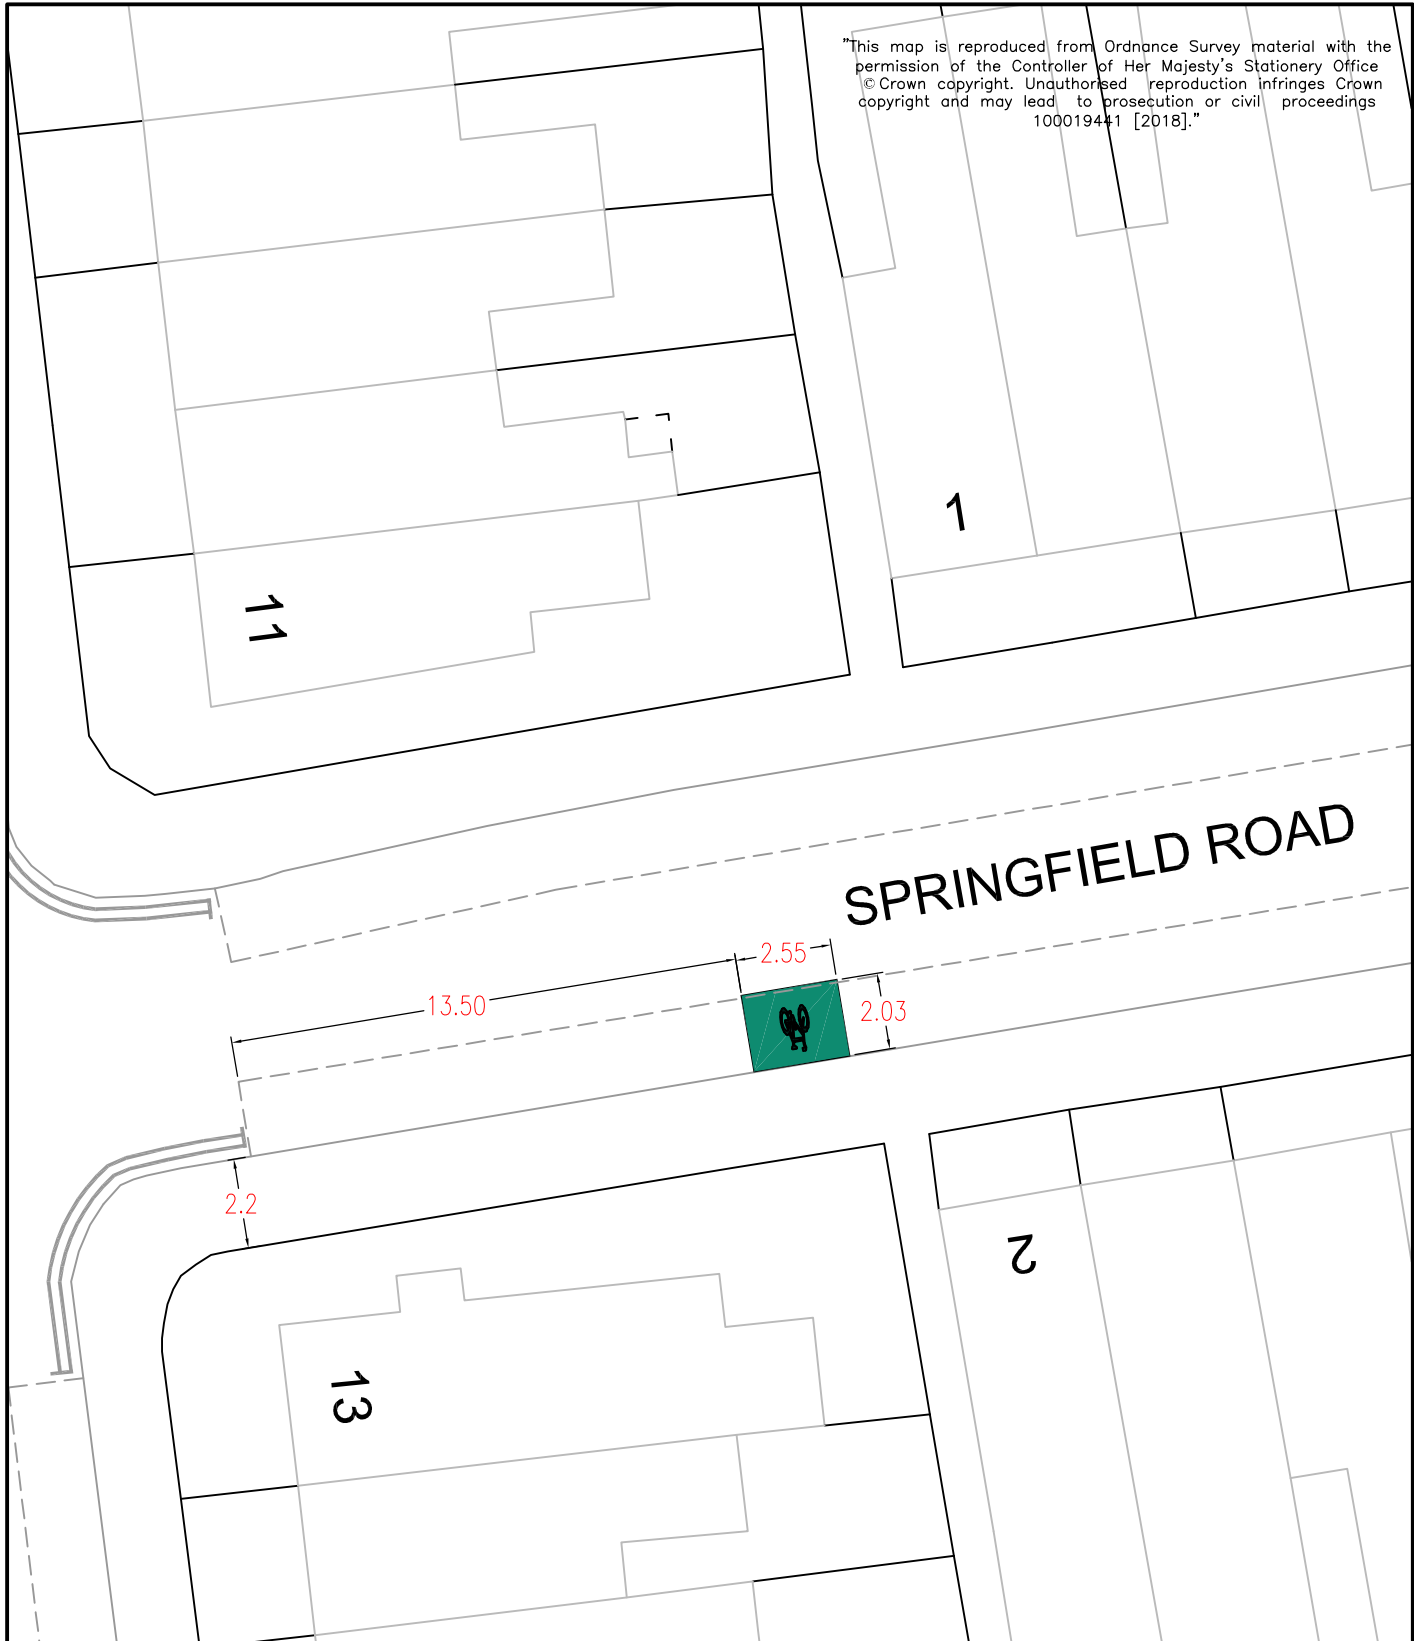 "This map is reproduced from Ordnance Survey material with the
permission of the Controller of Her Majesty's Stationery Office
© Crown copyright. Unauthorised reproduction infringes Crown
copyright and may lead to prosecution or civil proceedings
100019441 [2018]."
1
11
SPRINGFIELD ROAD
2.55
13.50
2.03
2.2
2
13